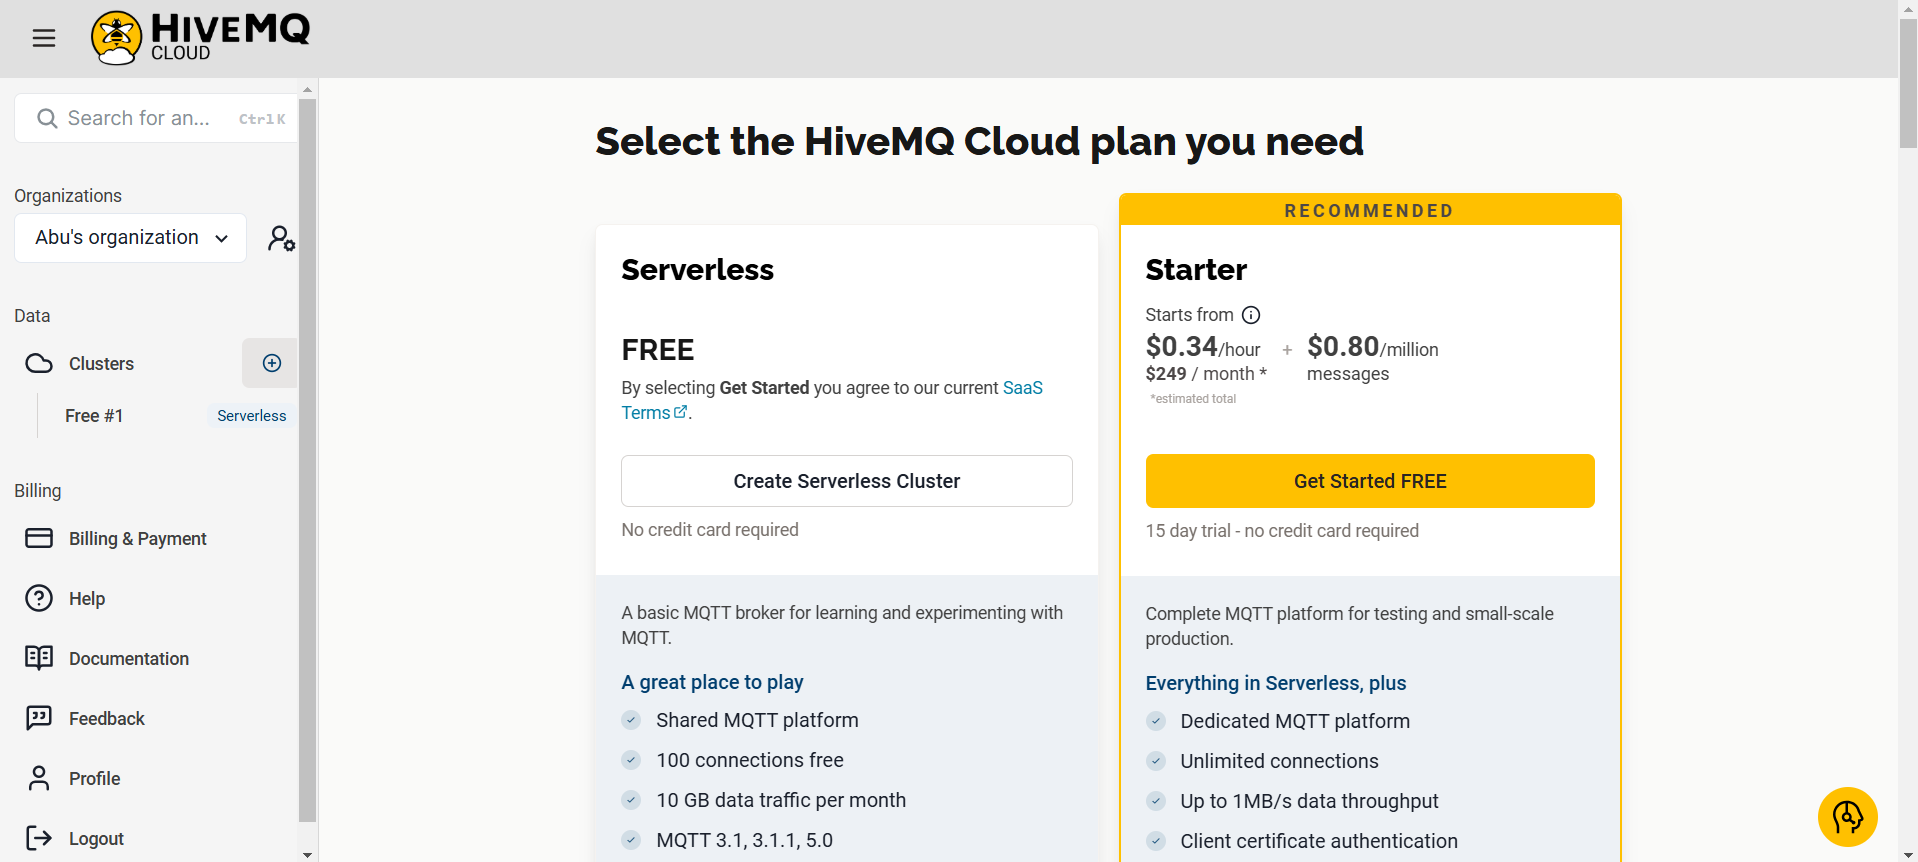 HIVEMQ
CLOUD
Search for an...
Ctrl K
Organizations
Abu's organization
Data
Clusters
Free #1
Serverless
Billing
Billing & Payment
Help
Documentation
Feedback
Profile
Logout
Select the HiveMQ Cloud plan you need
Serverless
FREE
By selecting Get Started you agree to our current SaaS
Terms.
Create Serverless Cluster
No credit card required
A basic MQTT broker for learning and experimenting with
MQTT.
A great place to play
Shared MQTT platform
100 connections free
10 GB data traffic per month
MQTT 3.1, 3.1.1, 5.0
RECOMMENDED
Starter
Starts from
$0.34/hour + $0.80/million
$249 / month * messages
*estimated total
Get Started FREE
15 day trial - no credit card required
Complete MQTT platform for testing and small-scale
production.
Everything in Serverless, plus
Dedicated MQTT platform
Unlimited connections
Up to 1MB/s data throughput
Client certificate authentication